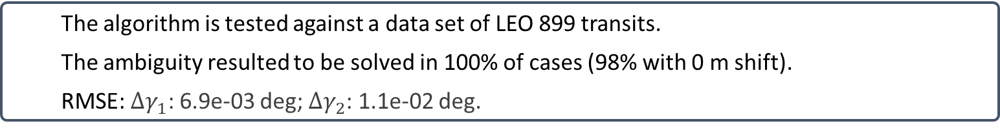 The algorithm is tested against a data set of LEO 899 transits.
The ambiguity resulted to be solved in 100% of cases (98% with 0 m shift).
RMSE: Δγ₁: 6.9e-03 deg; Δγ₂: 1.1e-02 deg.